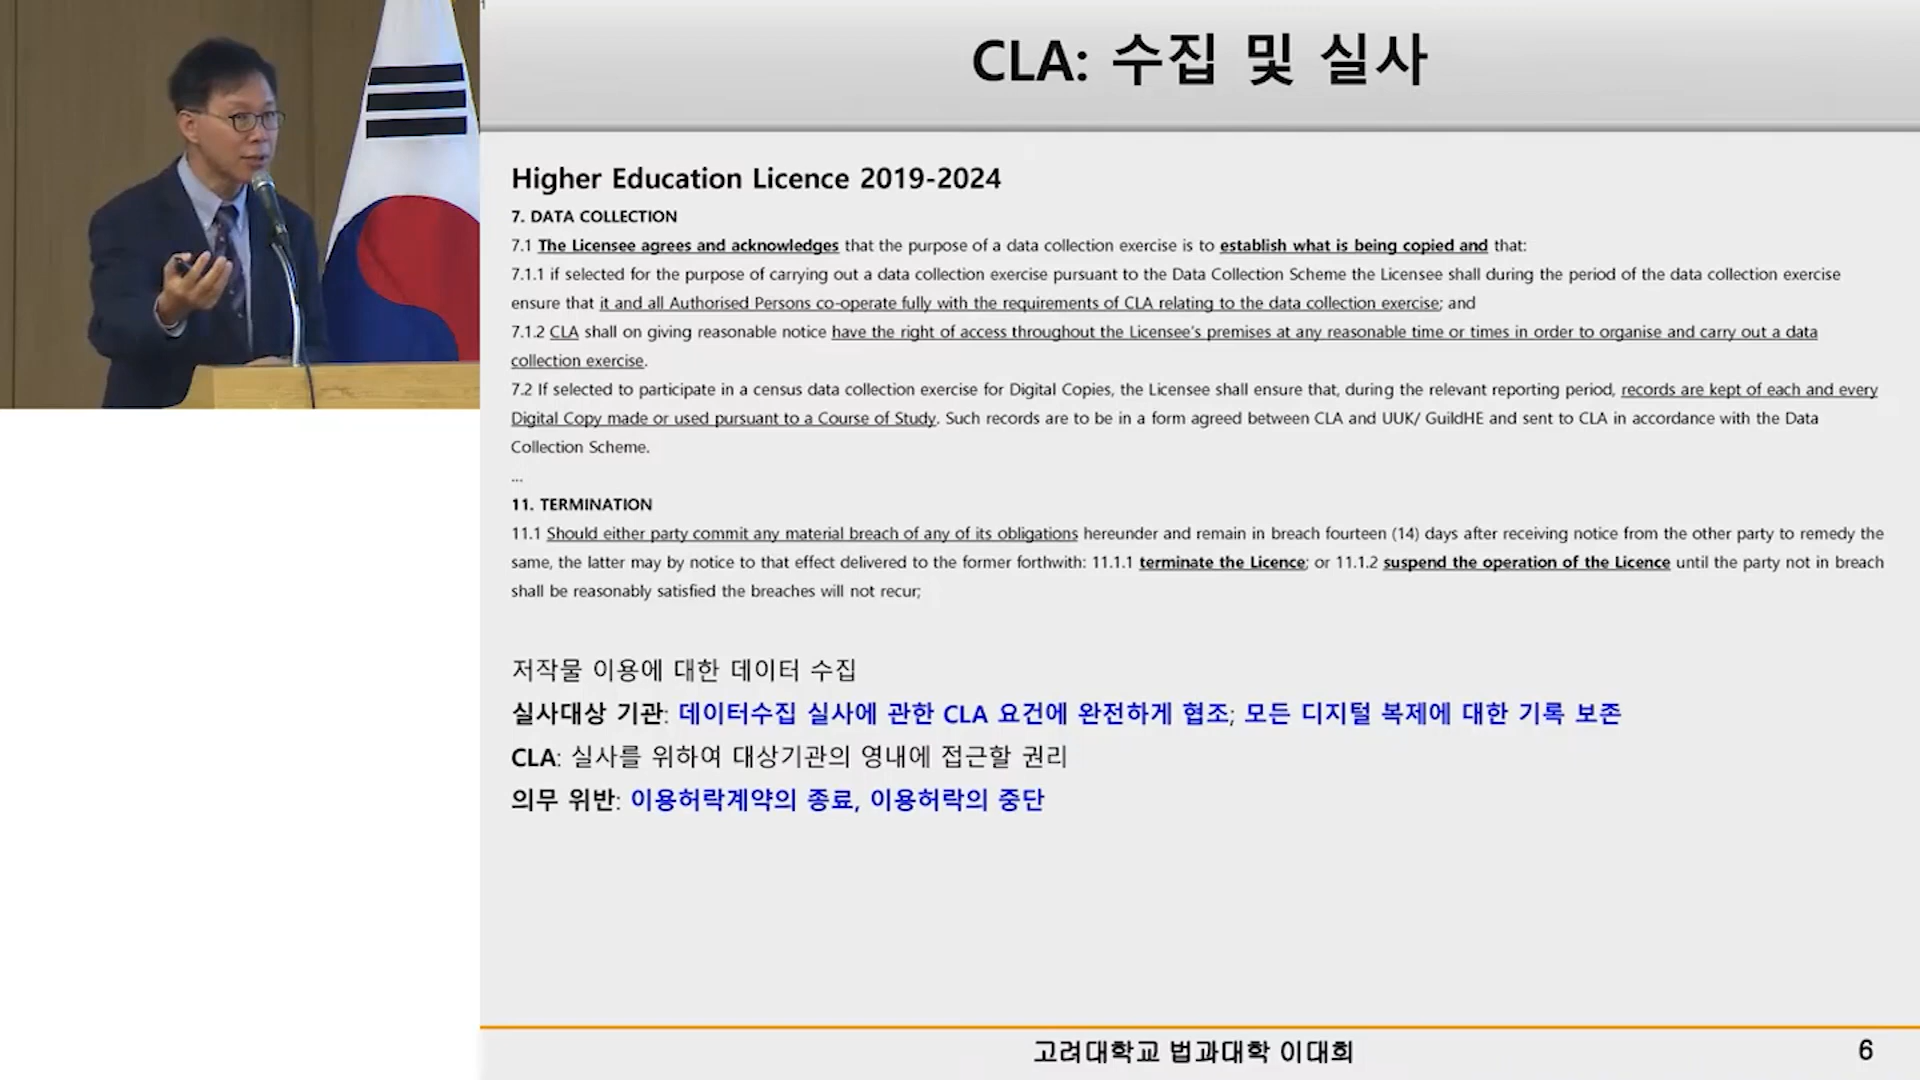 CLA: 수집 및 실사
Higher Education Licence 2019-2024
7. DATA COLLECTION
7.1 The Licensee agrees and acknowledges that the purpose of a data collection exercise is to establish what is being copied and that:
7.1.1 if selected for the purpose of carrying out a data collection exercise pursuant to the Data Collection Scheme the Licensee shall during the period of the data collection exercise
ensure that it and all Authorised Persons co-operate fully with the requirements of CLA relating to the data collection exercise; and
7.1.2 CLA shall on giving reasonable notice have the right of access throughout the Licensee's premises at any reasonable time or times in order to organise and carry out a data
collection exercise.
7.2 If selected to participate in a census data collection exercise for Digital Copies, the Licensee shall ensure that, during the relevant reporting period, records are kept of each and every
Digital Copy made or used pursuant to a Course of Study. Such records are to be in a form agreed between CLA and UUK/ GuildHE and sent to CLA in accordance with the Data
Collection Scheme.
...
11. TERMINATION
11.1 Should either party commit any material breach of any of its obligations hereunder and remain in breach fourteen (14) days after receiving notice from the other party to remedy the
same, the latter may by notice to that effect delivered to the former forthwith: 11.1.1 terminate the Licence; or 11.1.2 suspend the operation of the Licence until the party not in breach
shall be reasonably satisfied the breaches will not recur;
저작물 이용에 대한 데이터 수집
실사대상 기관: 데이터수집 실사에 관한 CLA 요건에 완전하게 협조; 모든 디지털 복제에 대한 기록 보존
CLA: 실사를 위하여 대상기관의 영내에 접근할 권리
의무 위반: 이용허락계약의 종료, 이용허락의 중단
고려대학교 법과대학 이대희
6